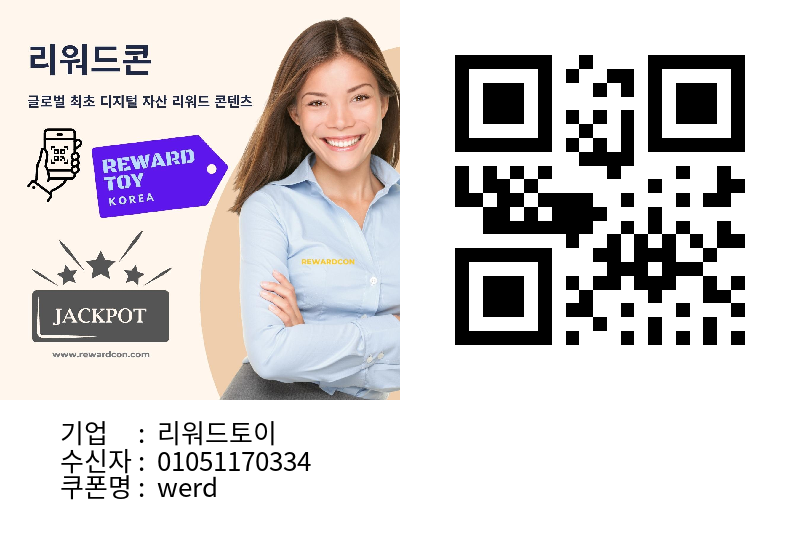 리워드콘
글로벌 최초 디지털 자산 리워드 콘텐츠
REWARD
TOY
KOREA
REWARDCON
JACKPOT
www.rewardcon.com
기업 : 리워드토이
수신자 : 01051170334
쿠폰명 : werd